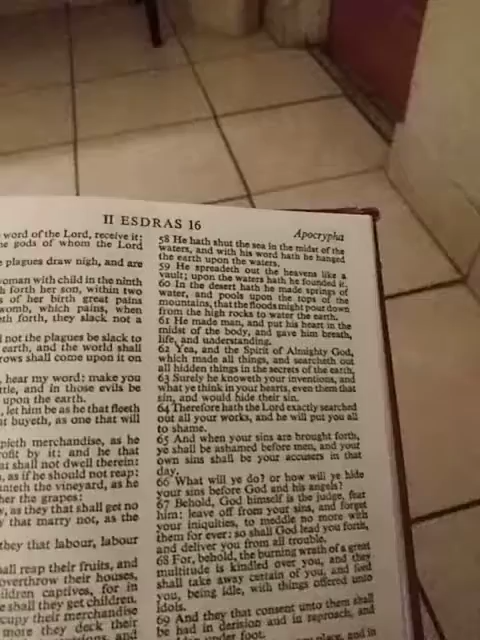 II ESDRAS 16
Apocrypha
word of the Lord, receive it;
gods of whom the Lord
plagues draw nigh, and are
woman with child in the ninth
forth her son, within two
of her birth great pains
womb, which pains, when
forth, they slack not a
not the plagues be slack to
earth, and the world shall
shall come upon it on
hear my word: make you
and in those evils be
upon the earth.
let him be as he that fleeth
buyeth, as one that will
merchandise, as he
by it: and he that
shall not dwell therein:
as if he should not reap:
the vineyard, as he
the grapes:
as they that shall get no
that marry not, as the
they that labour, labour
shall reap their fruits, and
overthrow their houses,
captives, for in
shall they get children.
occupy their merchandise
more they deck their
and
58 He hath shut the sea in the midst of the
waters, and with his word hath he hanged
the earth upon the waters.
59 He spreadeth out the heavens like a
vault; upon the waters hath he founded it.
60 In the desert hath he made springs of
water, and pools upon the tops of the
mountains, that the floods might pour down
from the high rocks to water the earth.
61 He made man, and put his heart in the
midst of the body, and gave him breath,
life, and understanding.
62 Yea, and the Spirit of Almighty God,
which made all things, and searcheth out
all hidden things in the secrets of the earth,
63 Surely he knoweth your inventions, and
what ye think in your hearts, even them that
sin, and would hide their sin.
64 Therefore hath the Lord exactly searched
out all your works, and he will put you all
to shame.
65 And when your sins are brought forth,
ye shall be ashamed before men, and your
own sins shall be your accusers in that
day.
66 What will ye do? or how will ye hide
your sins before God and his angels?
67 Behold, God himself is the judge, fear
him: leave off from your sins, and forget
your iniquities, to meddle no more with
them for ever: so shall God lead you forth,
and deliver you from all trouble.
68 For, behold, the burning wrath of a great
multitude is kindled over you, and they
shall take away certain of you, and feed
you, being idle, with things offered unto
idols.
69 And they that consent unto them shall
be had in derision and in reproach, and
under foot.
and in